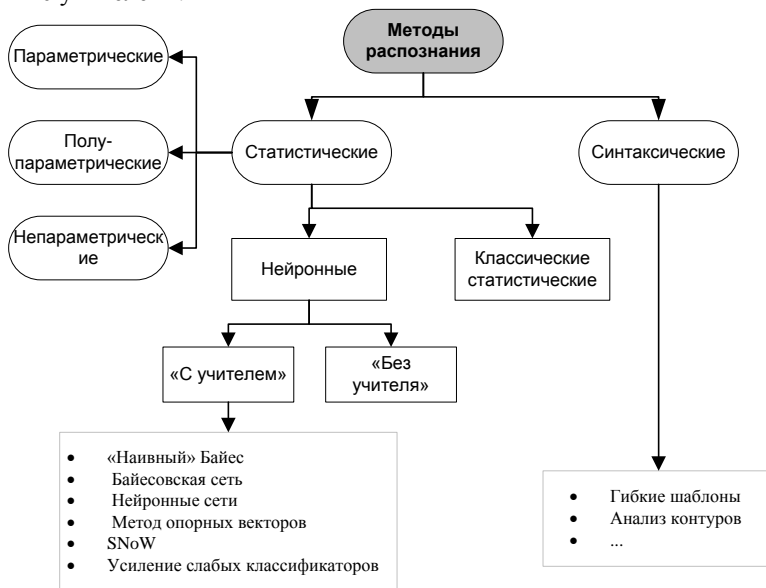 Методы
распознания
Параметрические
Полу-
параметрические
Статистические
Синтаксические
Непараметрическ
ие
Нейронные
Классические
статистические
«С учителем»
«Без
учителя»
• «Наивный» Байес
• Байесовская сеть
• Нейронные сети
• Метод опорных векторов
• SNoW
• Усиление слабых классификаторов
• Гибкие шаблоны
• Анализ контуров
• ...